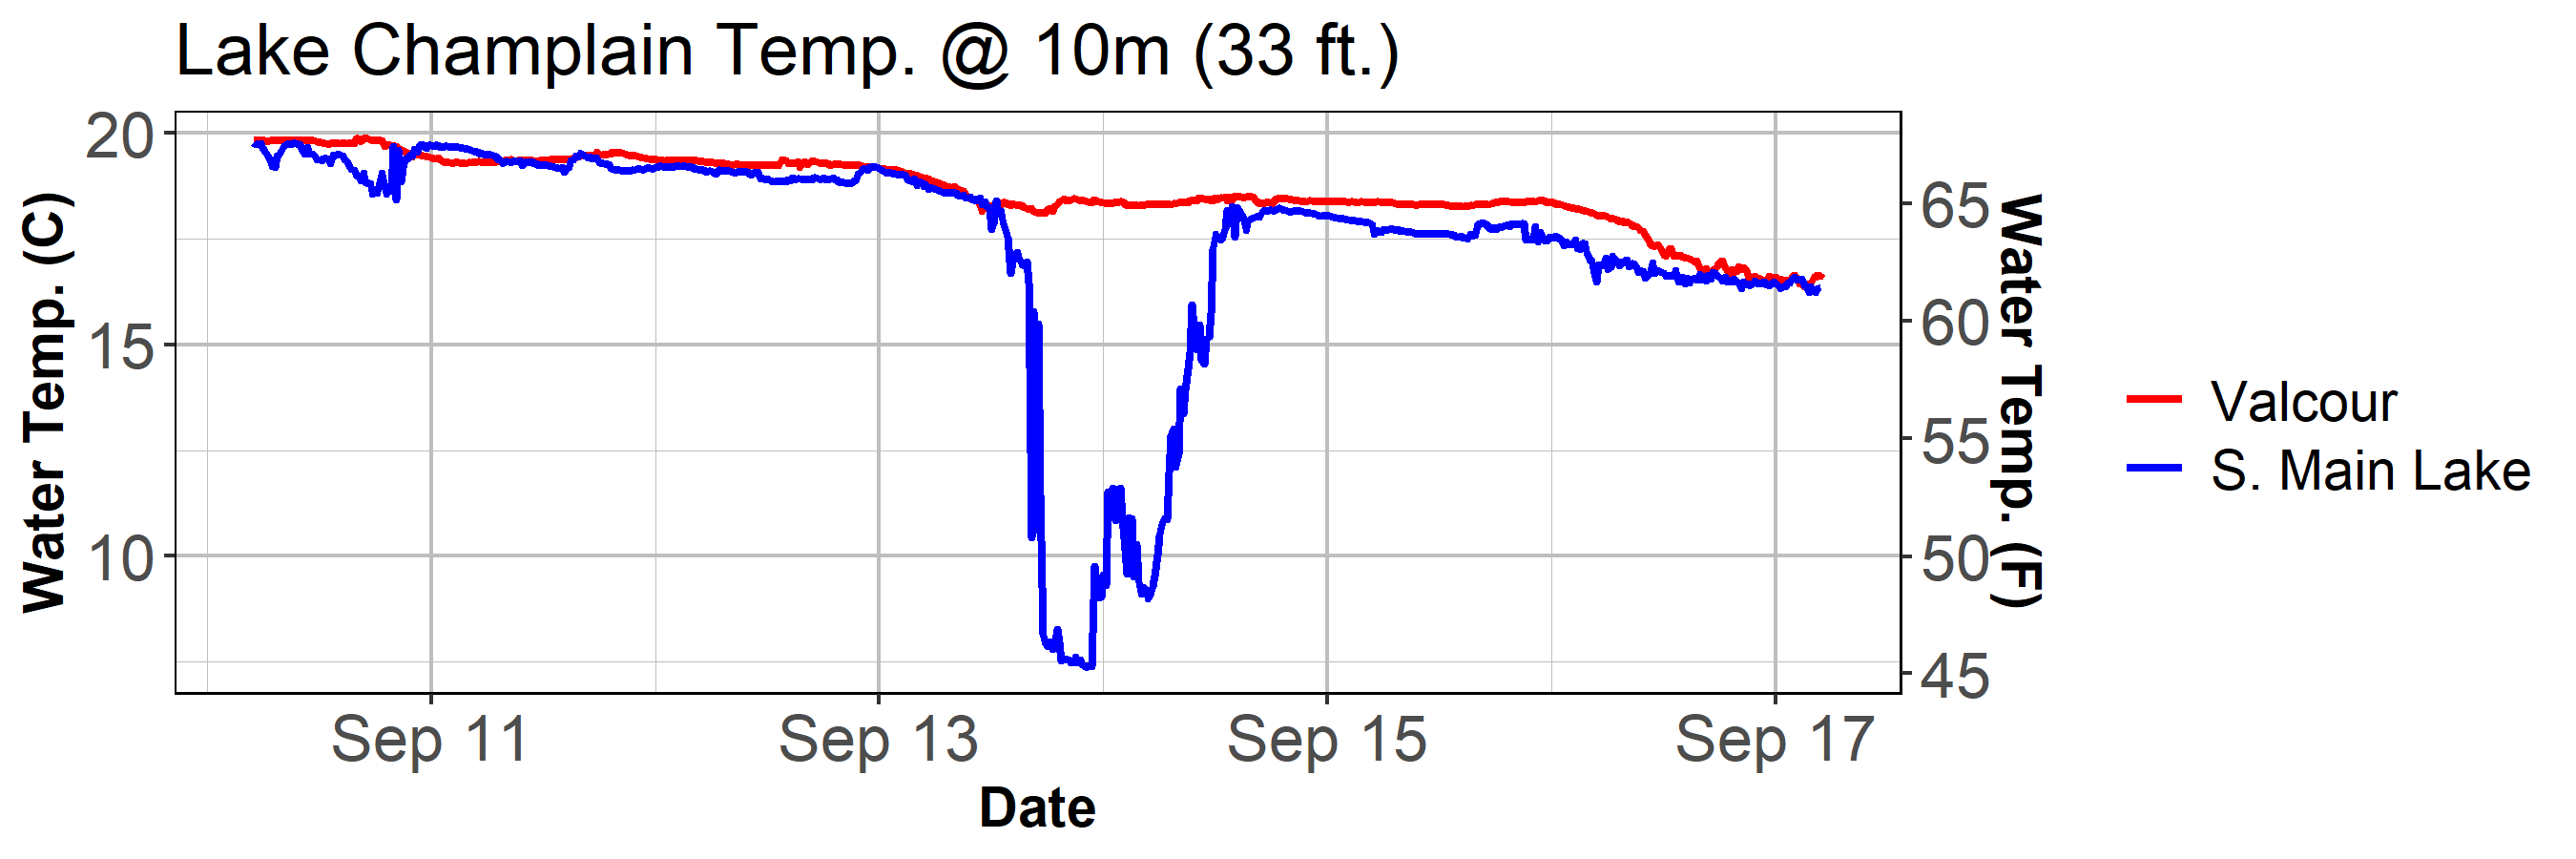 Lake Champlain Temp. @ 10m (33 ft.)
Water Temp. (C)
20
15
10
65
60
55
50
45
Water Temp. (F)
Sep 11
Sep 13
Sep 15
Sep 17
Date
Valcour
S. Main Lake